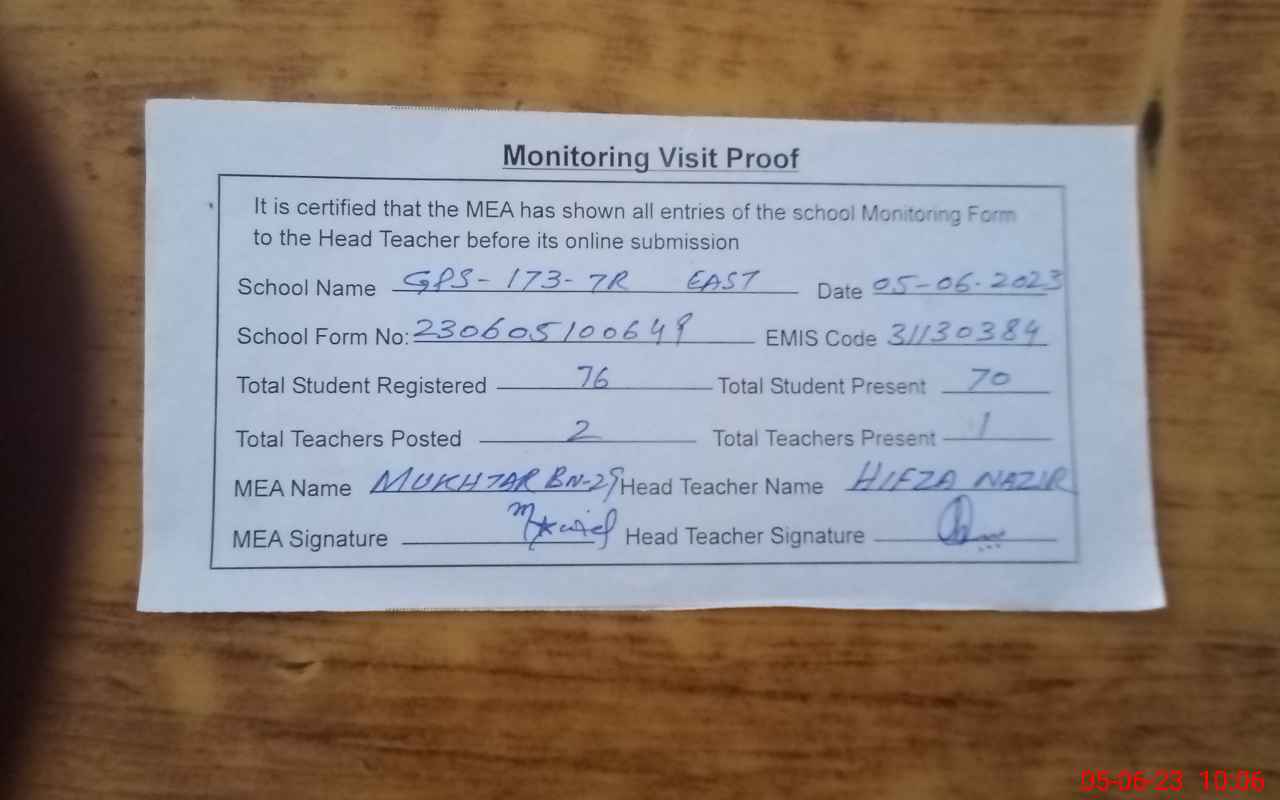 Monitoring Visit Proof
It is certified that the MEA has shown all entries of the school Monitoring Form
to the Head Teacher before its online submission
School Name GPS-173-7R EAST Date 05-06-2023
School Form No: 230605100649 EMIS Code 31130384
Total Student Registered 76 Total Student Present 70
Total Teachers Posted 2 Total Teachers Present 1
MEA Name MUKHTAR BN-29 Head Teacher Name HIFZA NAZIR
MEA Signature Head Teacher Signature
05-06-23 10:06